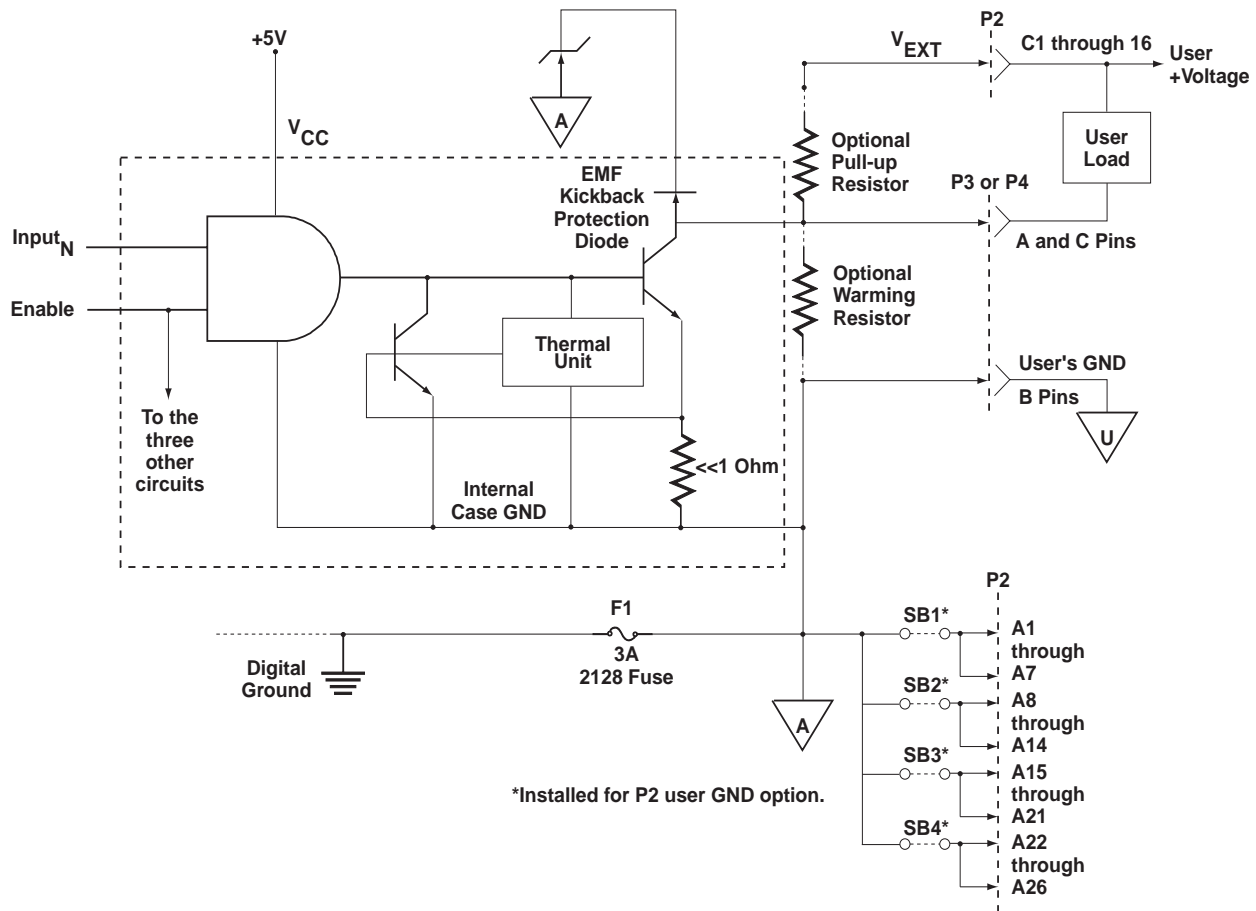 P2
+5V
VEXT
C1 through 16
User
+Voltage
A
VCC
Optional
Pull-up
Resistor
User
Load
EMF
Kickback
Protection
Diode
P3 or P4
InputN
A and C Pins
Optional
Warming
Resistor
Enable
Thermal
Unit
User's GND
B Pins
To the
three
other
circuits
U
<<1 Ohm
Internal
Case GND
P2
F1
3A
2128 Fuse
Digital
Ground
SB1*
A1
through
A7
SB2*
A8
through
A14
A
SB3*
A15
through
A21
*Installed for P2 user GND option.
SB4*
A22
through
A26